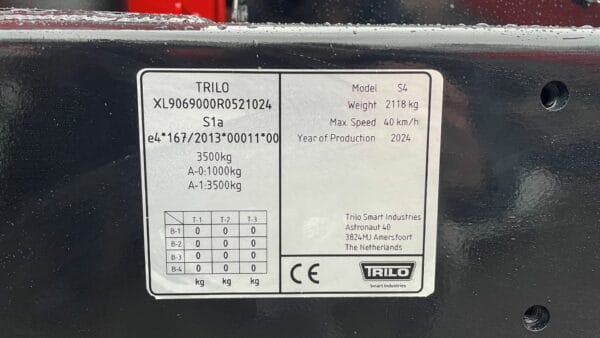 TRILO
XL9069000R0521024
S1a
e4*167/2013*00011*00
3500kg
A-0:1000kg
A-1:3500kg
T-1 T-2 T-3
B-1 0 0 0
B-2 0 0 0
B-3 0 0 0
B-4 0 0 0
kg kg kg
Model S4
Weight 2118 kg
Max. Speed 40 km/h
Year of Production 2024
Trilo Smart Industries
Astronaut 40
3824MJ Amersfoort
The Netherlands
CE
TRILO
Smart Industries